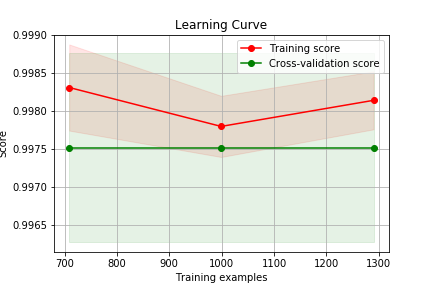 Learning Curve
0.9990
0.9985
0.9980
0.9975
0.9970
0.9965
Score
Training score
Cross-validation score
700 800 900 1000 1100 1200 1300
Training examples